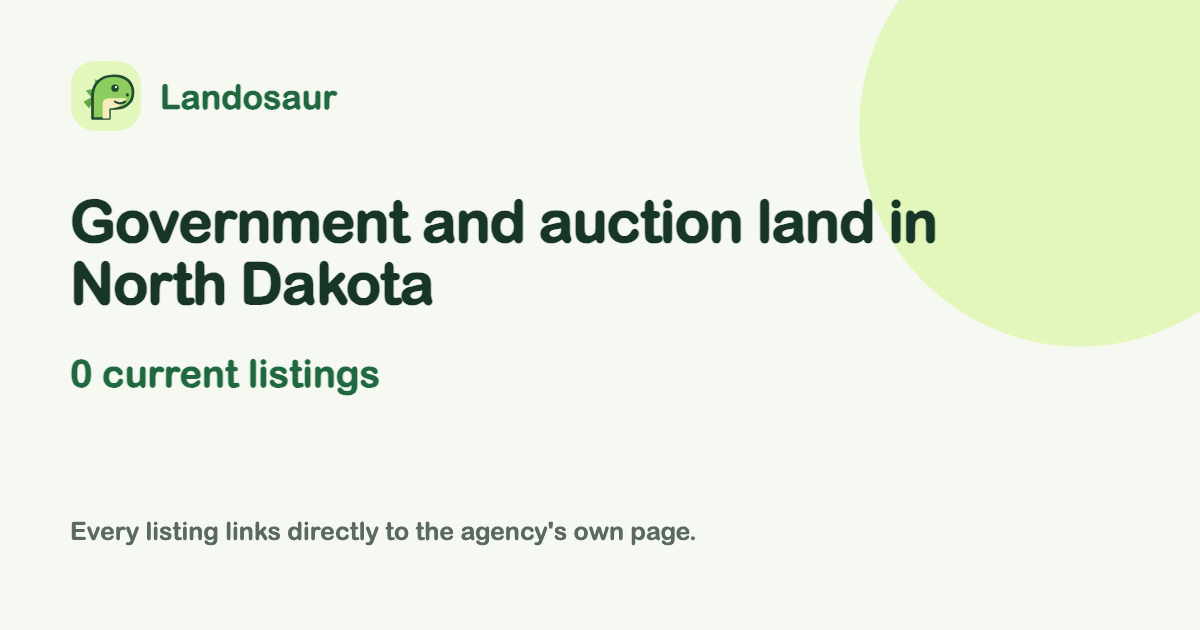 Landosaur
Government and auction land in
North Dakota
0 current listings
Every listing links directly to the agency's own page.